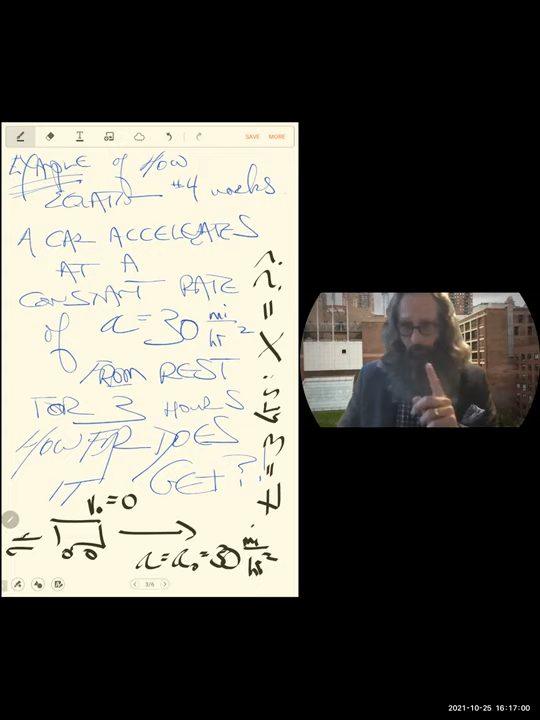 SAVE MORE
EXAMPLE of HOW
EQUATION #4 works
A CAR ACCELERATES
AT A
CONSTANT RATE
of a = 30 mi/hr²
FROM REST
FOR 3 HOURS
HOW FAR DOES
IT GET?
t = 3 hrs: X = ?
V₀ = 0
a = a₀ = 30 mi/hr²
3/6
2021-10-25 16:17:00